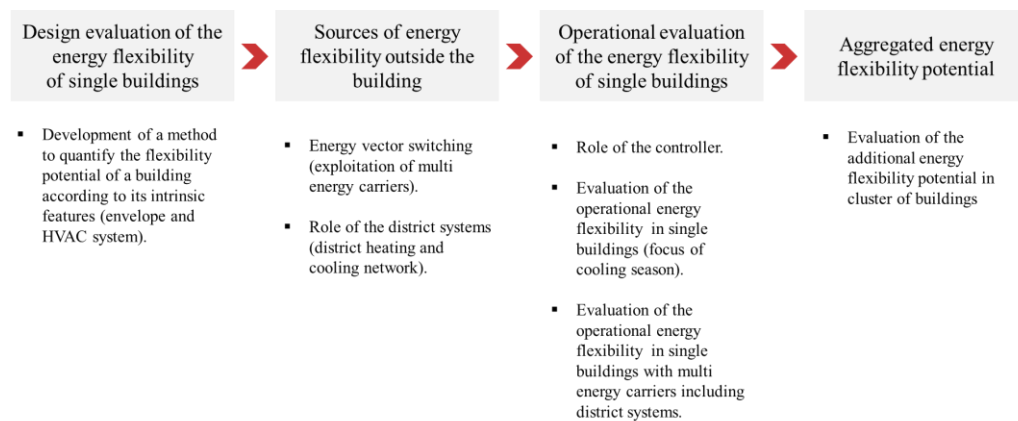 Design evaluation of the
energy flexibility
of single buildings
▪ Development of a method
to quantify the flexibility
potential of a building
according to its intrinsic
features (envelope and
HVAC system).
Sources of energy
flexibility outside the
building
▪ Energy vector switching
(exploitation of multi
energy carriers).
▪ Role of the district systems
(district heating and
cooling network).
Operational evaluation
of the energy flexibility
of single buildings
▪ Role of the controller.
▪ Evaluation of the
operational energy
flexibility in single
buildings (focus of
cooling season).
▪ Evaluation of the
operational energy
flexibility in single
buildings with multi
energy carriers including
district systems.
Aggregated energy
flexibility potential
▪ Evaluation of the
additional energy
flexibility potential in
cluster of buildings